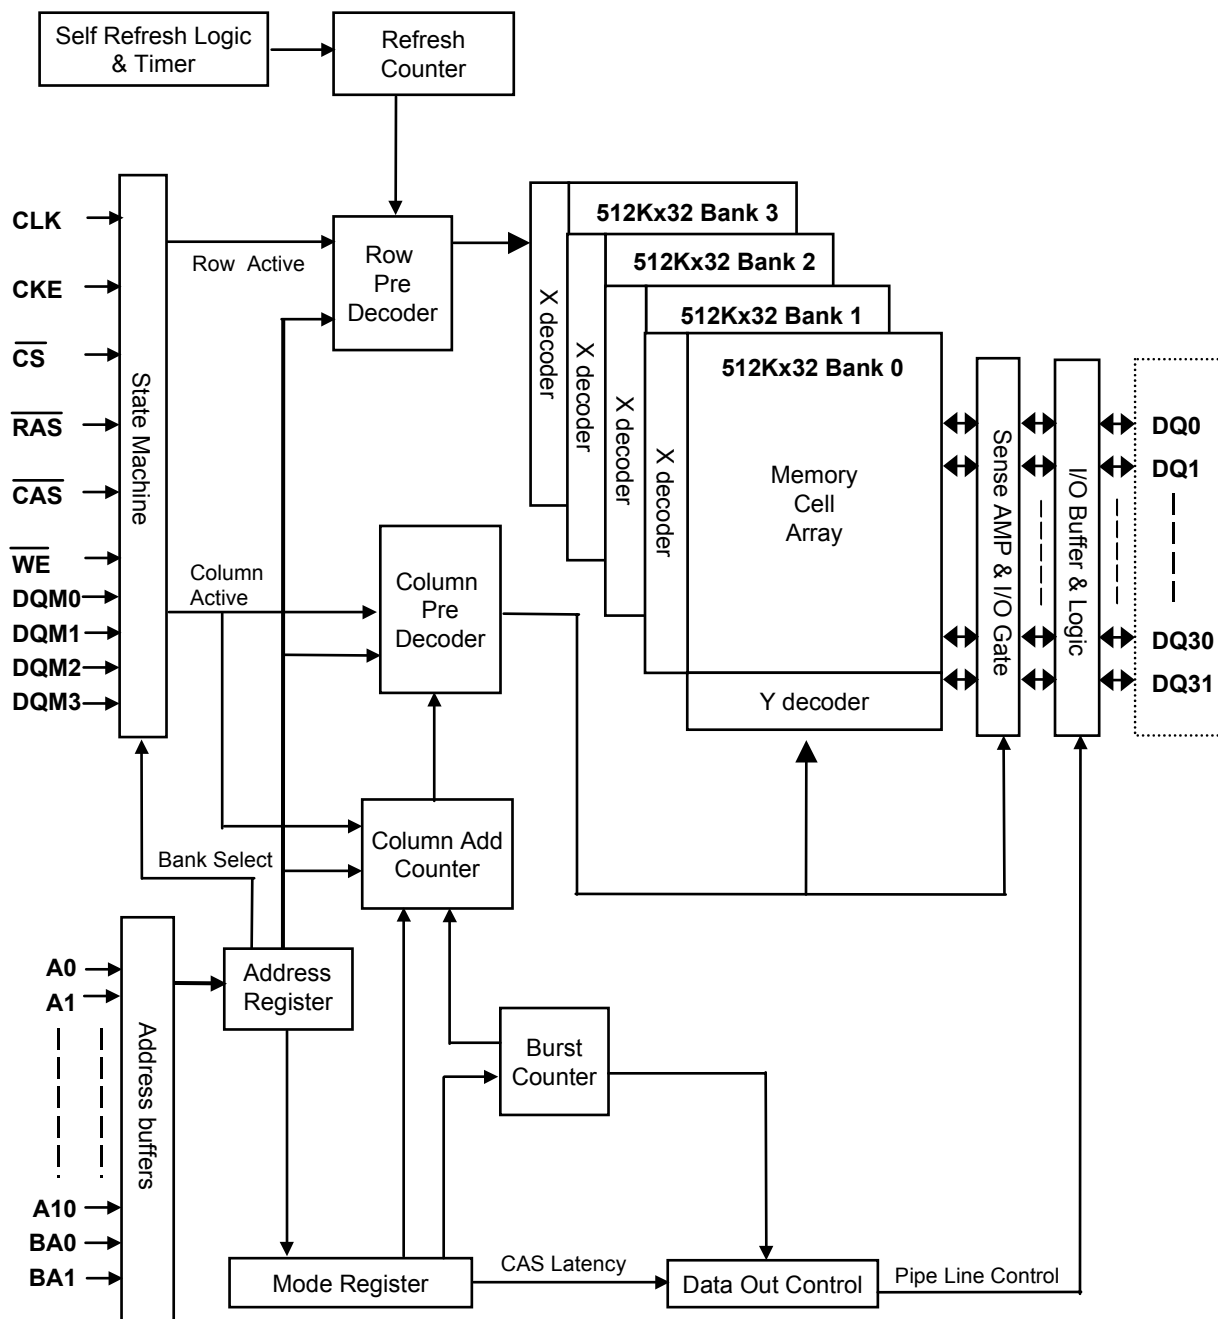 Self Refresh Logic
& Timer
Refresh
Counter
CLK
CKE
CS
RAS
CAS
WE
DQM0
DQM1
DQM2
DQM3
State Machine
Row Active
Row
Pre
Decoder
Column
Active
Column
Pre
Decoder
512Kx32 Bank 3
512Kx32 Bank 2
512Kx32 Bank 1
512Kx32 Bank 0
X decoder
X decoder
X decoder
X decoder
Memory
Cell
Array
Y decoder
Sense AMP & I/O Gate
I/O Buffer & Logic
DQ0
DQ1
DQ30
DQ31
Bank Select
Column Add
Counter
A0
A1
A10
BA0
BA1
Address buffers
Address
Register
Burst
Counter
Mode Register
CAS Latency
Data Out Control
Pipe Line Control